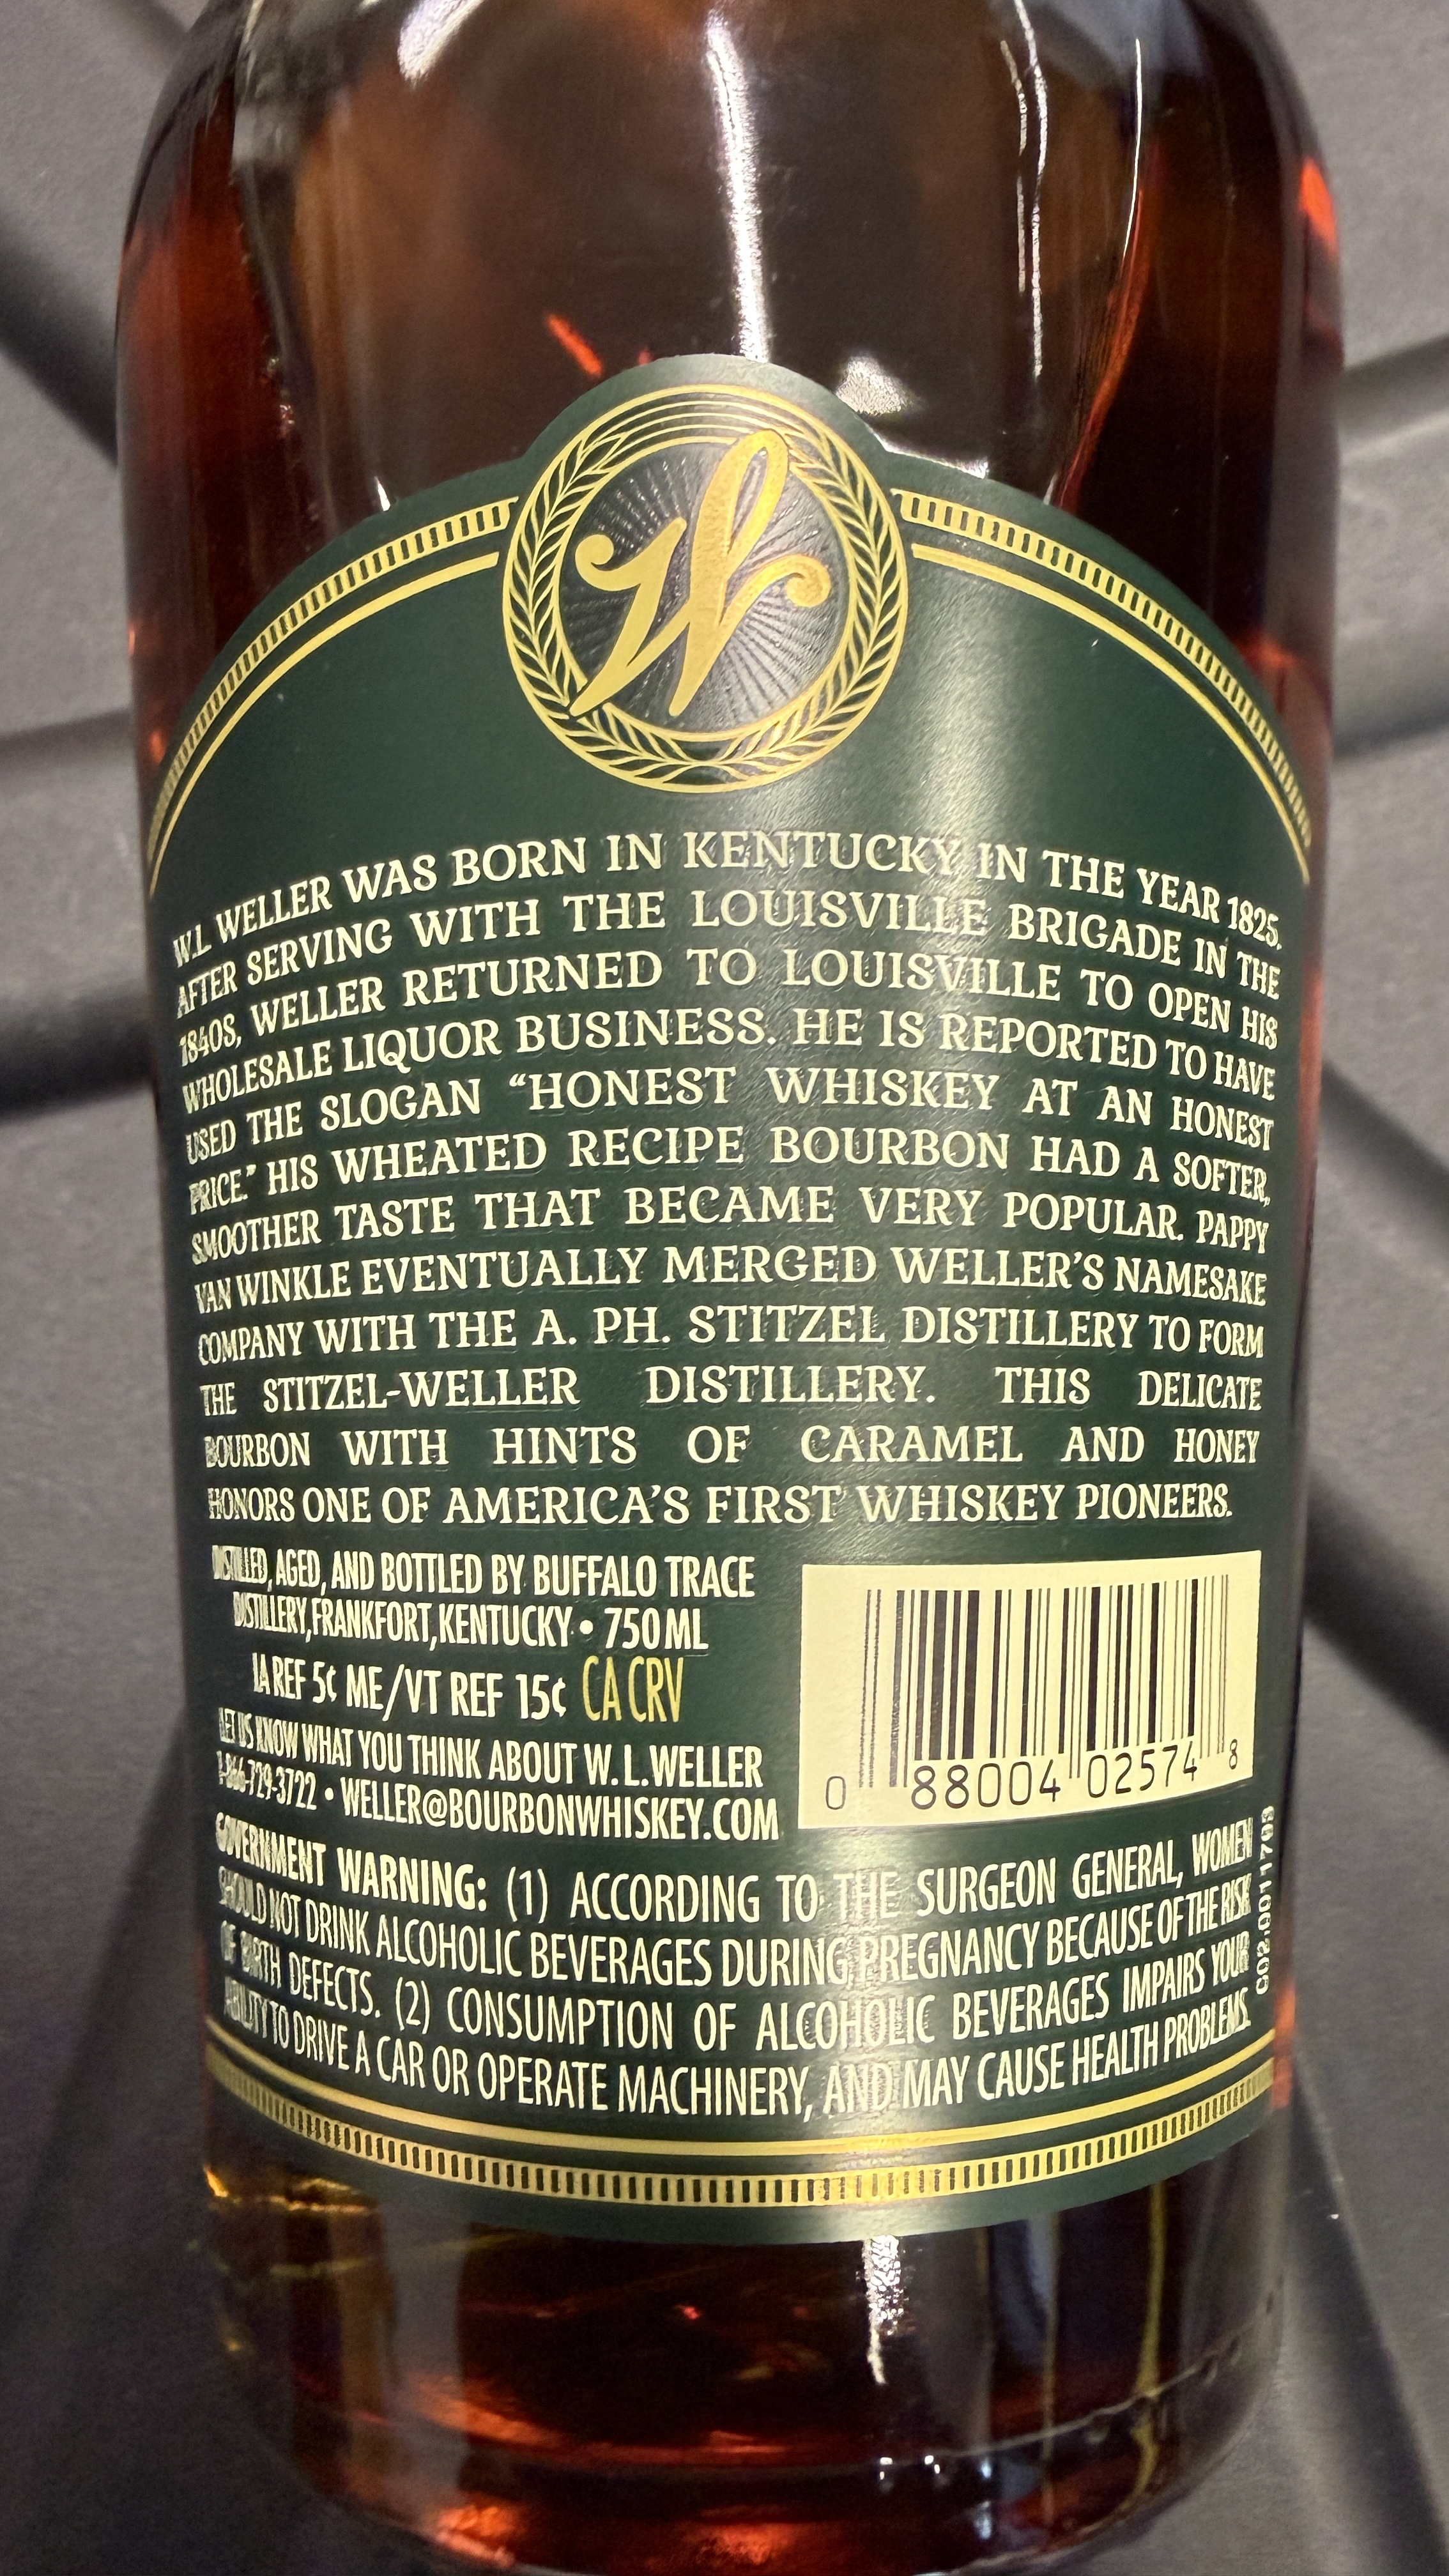 W
W.L WELLER WAS BORN IN KENTUCKY IN THE YEAR 1825.
AFTER SERVING WITH THE LOUISVILLE BRIGADE IN THE
1840S, WELLER RETURNED TO LOUISVILLE TO OPEN HIS
WHOLESALE LIQUOR BUSINESS. HE IS REPORTED TO HAVE
USED THE SLOGAN “HONEST WHISKEY AT AN HONEST
PRICE.” HIS WHEATED RECIPE BOURBON HAD A SOFTER,
SMOOTHER TASTE THAT BECAME VERY POPULAR. PAPPY
VAN WINKLE EVENTUALLY MERGED WELLER’S NAMESAKE
COMPANY WITH THE A. PH. STITZEL DISTILLERY TO FORM
THE STITZEL-WELLER DISTILLERY. THIS DELICATE
BOURBON WITH HINTS OF CARAMEL AND HONEY
HONORS ONE OF AMERICA’S FIRST WHISKEY PIONEERS.
DISTILLED, AGED, AND BOTTLED BY BUFFALO TRACE
DISTILLERY, FRANKFORT, KENTUCKY • 750 ML
IA REF 5¢ ME/VT REF 15¢ CA CRV
LET US KNOW WHAT YOU THINK ABOUT W. L. WELLER
1-866-729-3722 • WELLER@BOURBONWHISKEY.COM
0 88004 02574 8
GOVERNMENT WARNING: (1) ACCORDING TO THE SURGEON GENERAL, WOMEN
SHOULD NOT DRINK ALCOHOLIC BEVERAGES DURING PREGNANCY BECAUSE OF THE RISK
OF BIRTH DEFECTS. (2) CONSUMPTION OF ALCOHOLIC BEVERAGES IMPAIRS YOUR
ABILITY TO DRIVE A CAR OR OPERATE MACHINERY, AND MAY CAUSE HEALTH PROBLEMS.